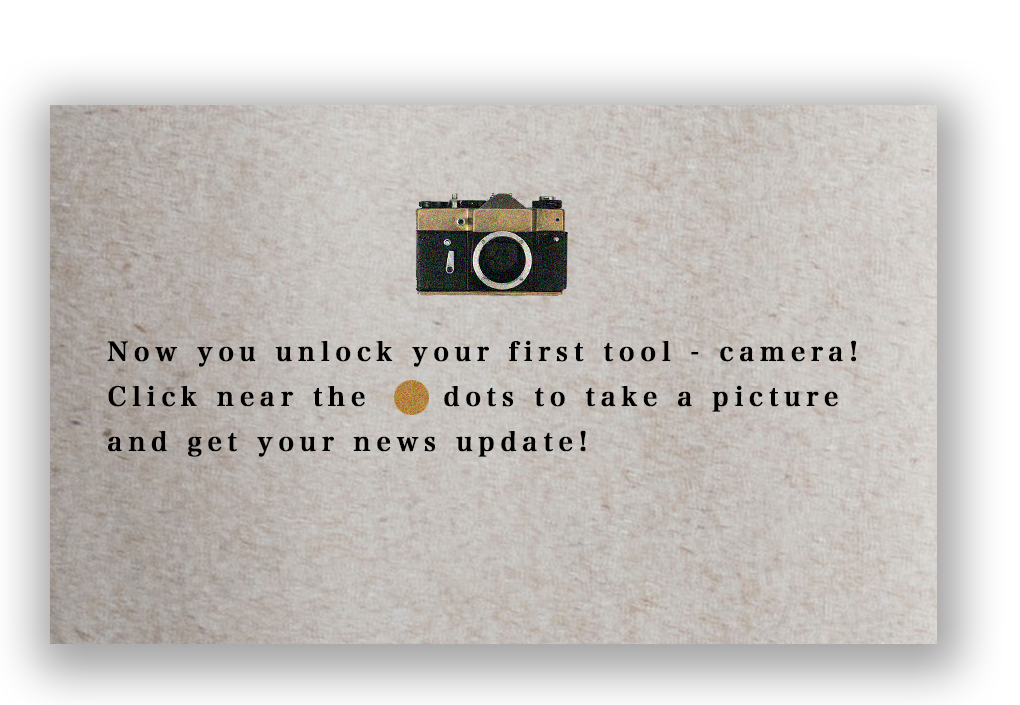 Now you unlock your first tool - camera!
Click near the dots to take a picture
and get your news update!